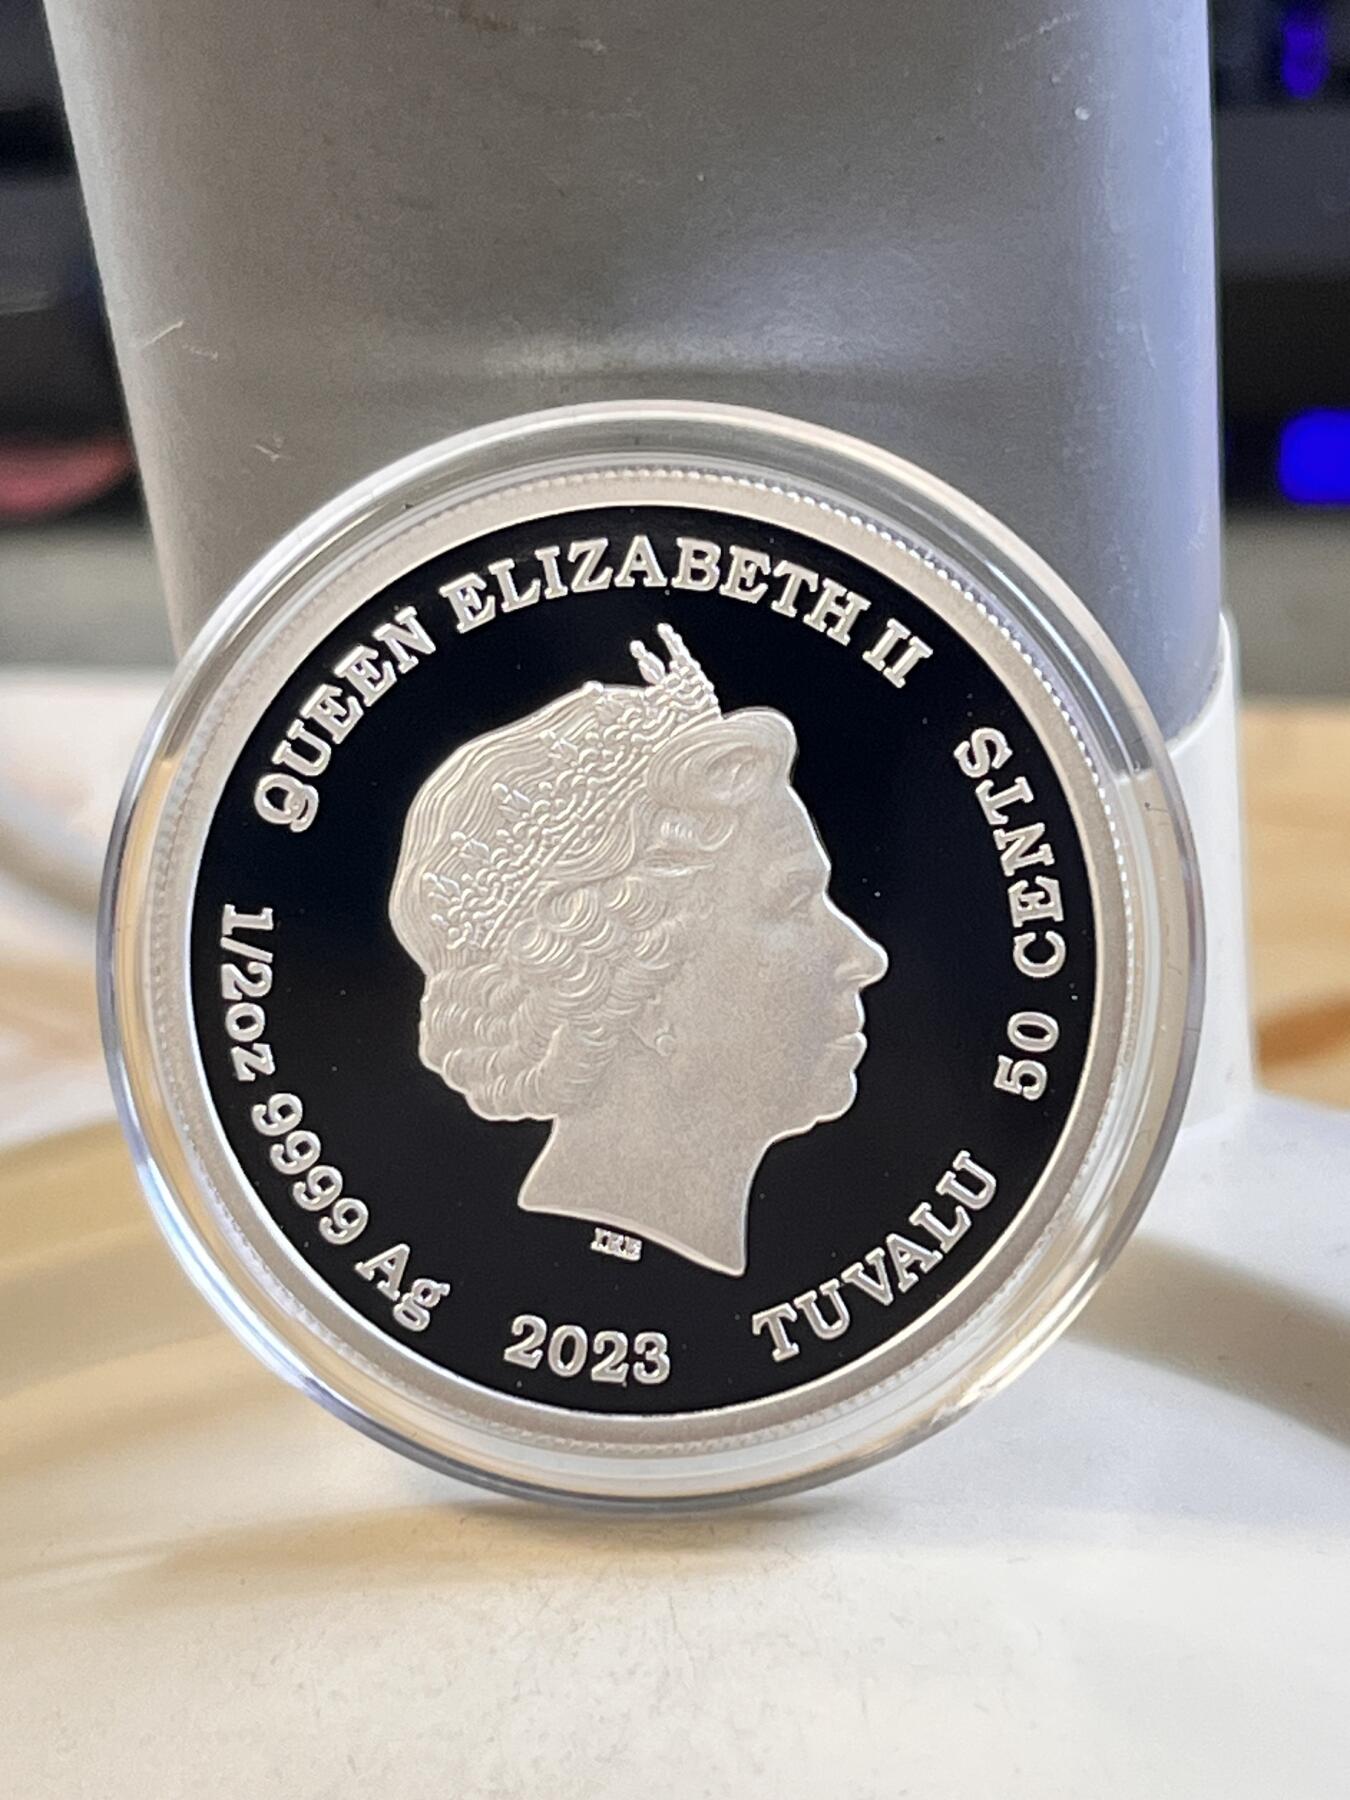 QUEEN ELIZABETH II
50 CENTS
TUVALU
2023
1/2oz 9999 Ag
IRB